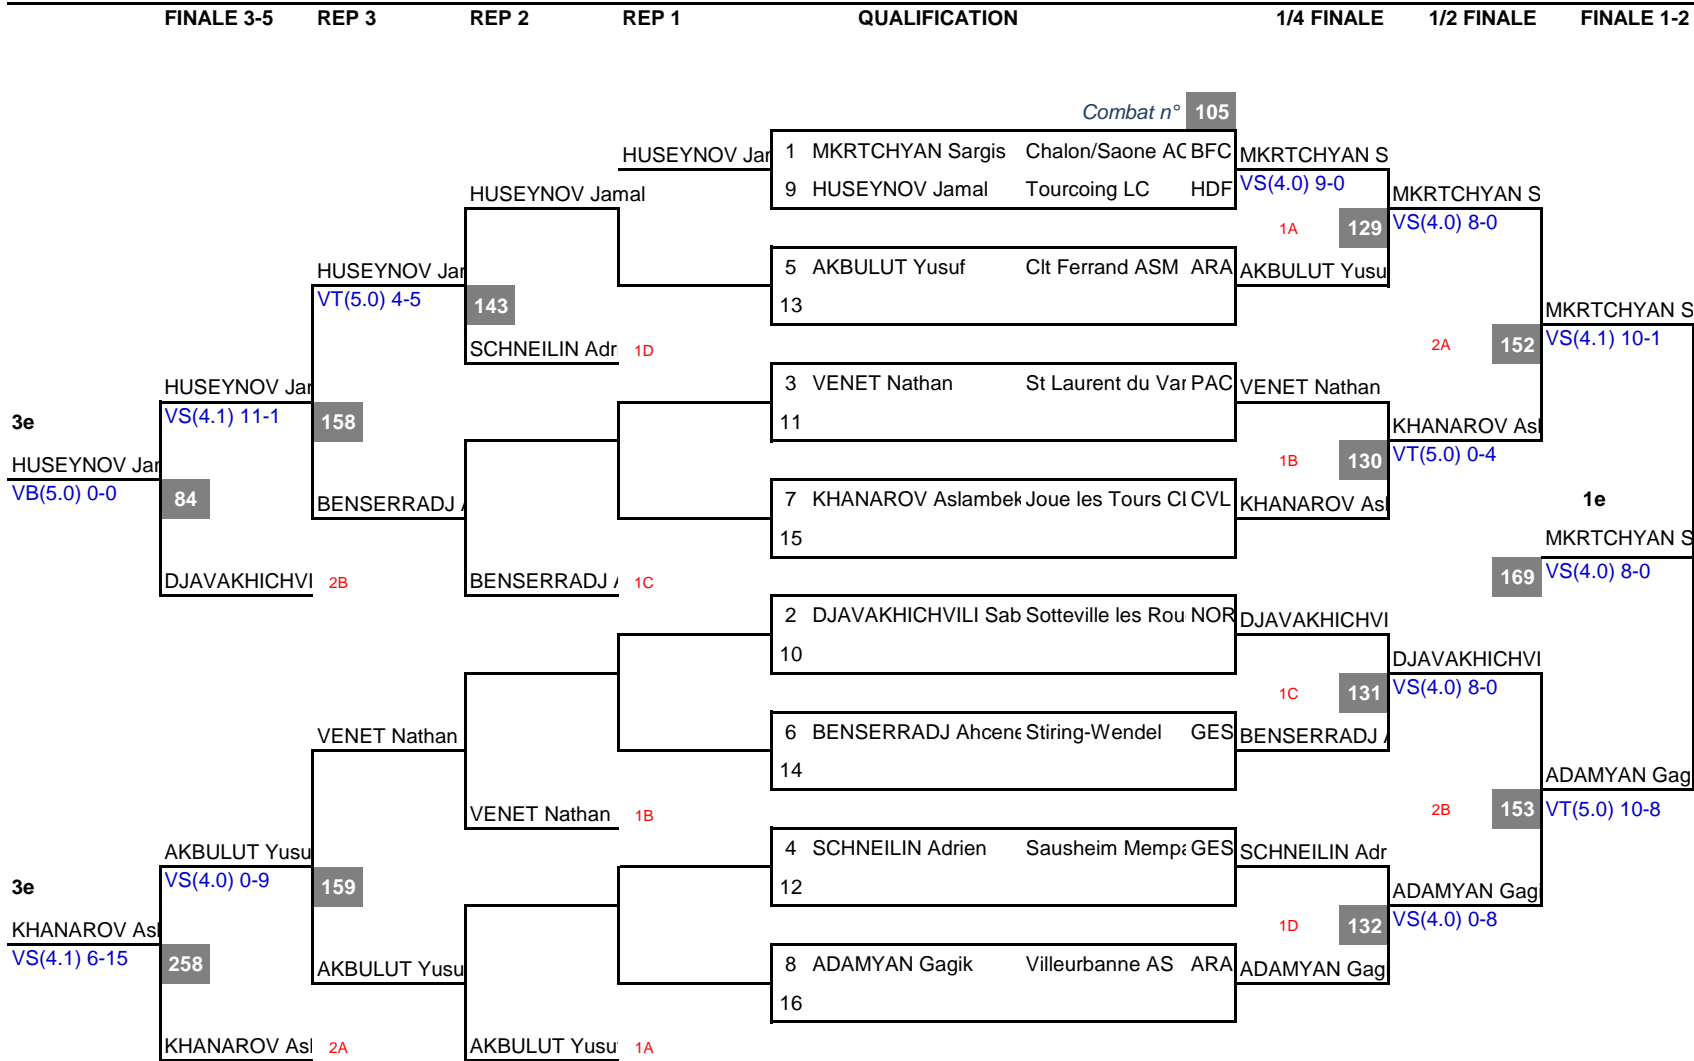 FINALE 3-5 REP 3 REP 2 REP 1 QUALIFICATION 1/4 FINALE 1/2 FINALE FINALE 1-2
Combat n° 105
HUSEYNOV Jar 1 MKRTCHYAN Sargis Chalon/Saone AC BFC MKRTCHYAN S
9 HUSEYNOV Jamal Tourcoing LC HDF VS(4.0) 9-0
HUSEYNOV Jamal MKRTCHYAN S
1A 129 VS(4.0) 8-0
HUSEYNOV Jar 5 AKBULUT Yusuf Clt Ferrand ASM ARA AKBULUT Yusu
VT(5.0) 4-5 143 13
MKRTCHYAN S
SCHNEILIN Adri 1D 2A 152 VS(4.1) 10-1
HUSEYNOV Jar 3 VENET Nathan St Laurent du Var PAC VENET Nathan
3e VS(4.1) 11-1 158 11
KHANAROV Asl
HUSEYNOV Jar 1B 130 VT(5.0) 0-4
VB(5.0) 0-0 84 BENSERRADJ A 7 KHANAROV Aslambek Joue les Tours CL CVL KHANAROV Asl 1e
15 MKRTCHYAN S
DJAVAKHICHVI 2B BENSERRADJ A 1C 169 VS(4.0) 8-0
2 DJAVAKHICHVILI Sab Sotteville les Rou NOR DJAVAKHICHVI
10 DJAVAKHICHVI
1C 131 VS(4.0) 8-0
VENET Nathan 6 BENSERRADJ Ahcene Stiring-Wendel GES BENSERRADJ A
14 ADAMYAN Gag
VENET Nathan 1B 2B 153 VT(5.0) 10-8
AKBULUT Yusu 4 SCHNEILIN Adrien Sausheim Mempa GES SCHNEILIN Adr
3e VS(4.0) 0-9 159 12 ADAMYAN Gagi
KHANAROV Asl 1D 132 VS(4.0) 0-8
VS(4.1) 6-15 258 AKBULUT Yusu 8 ADAMYAN Gagik Villeurbanne AS ARA ADAMYAN Gag
16
KHANAROV Asl 2A AKBULUT Yusu 1A